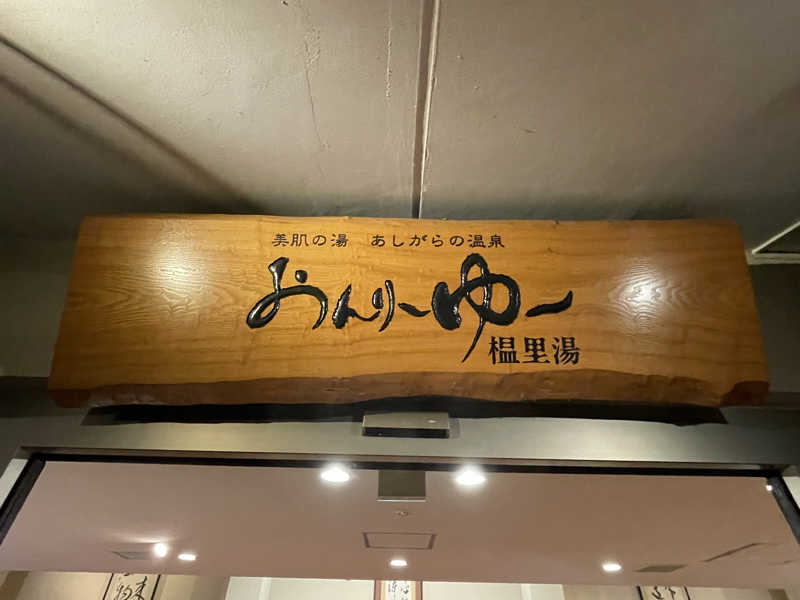 美肌の湯　あしがらの温泉
おんりーゆー
榲里湯